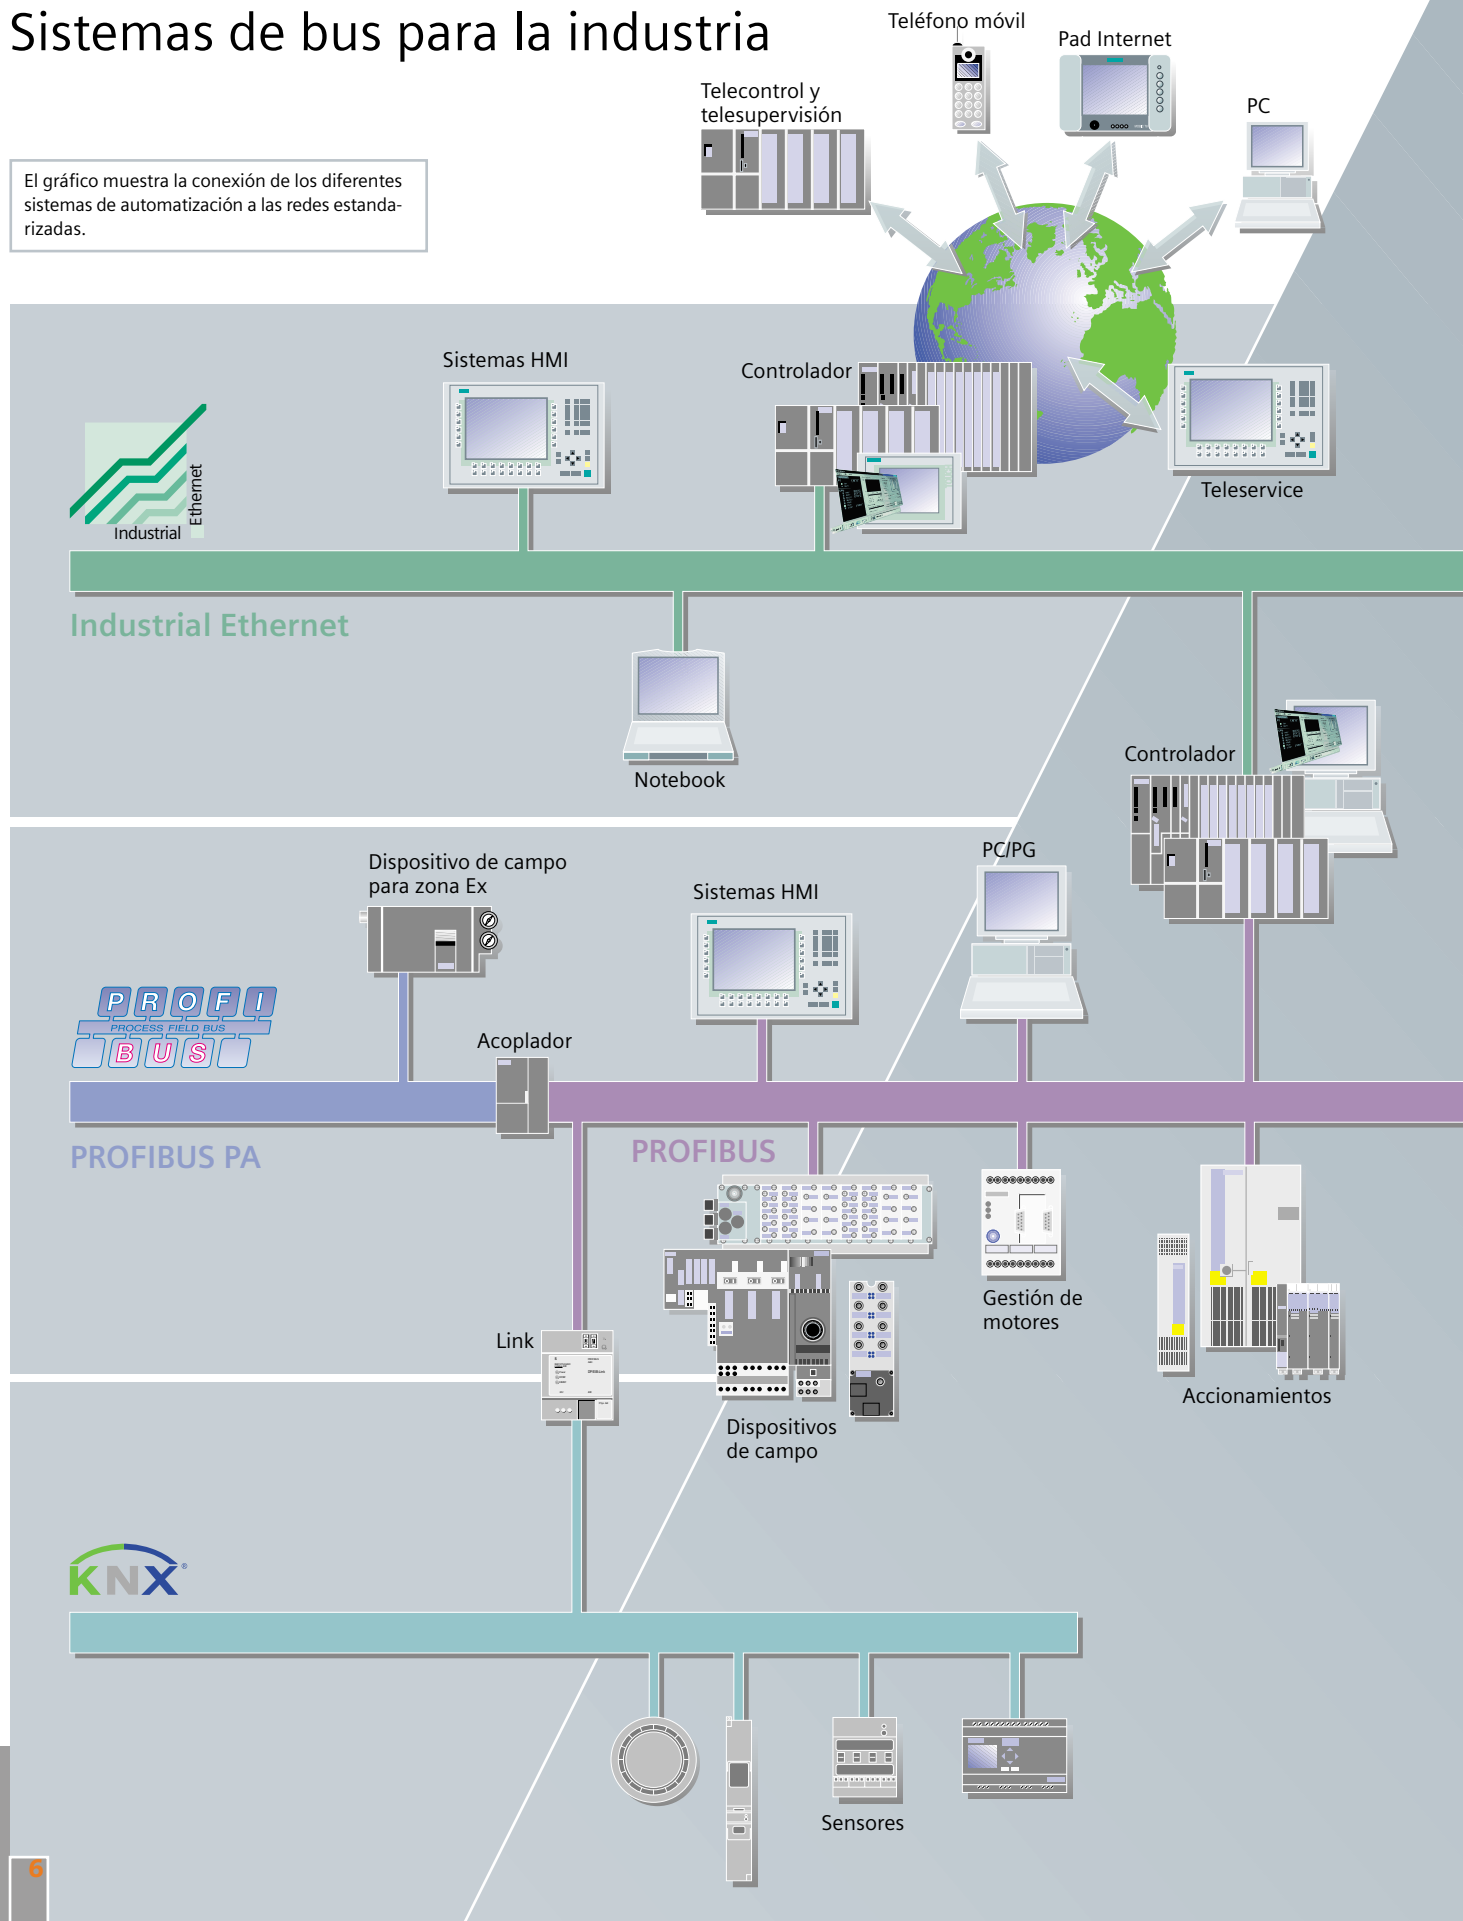 Sistemas de bus para la industria
Teléfono móvil
Pad Internet
PC
Telecontrol y
telesupervisión
El gráfico muestra la conexión de los diferentes
sistemas de automatización a las redes estanda-
rizadas.
Sistemas HMI
Controlador
Teleservice
Industrial
Ethernet
Industrial Ethernet
Notebook
Controlador
PC/PG
Dispositivo de campo
para zona Ex
Sistemas HMI
PROFI
PROCESS FIELD BUS
BUS
Acoplador
PROFIBUS PA
PROFIBUS
Gestión de
motores
Link
Accionamientos
Dispositivos
de campo
KNX®
Sensores
6